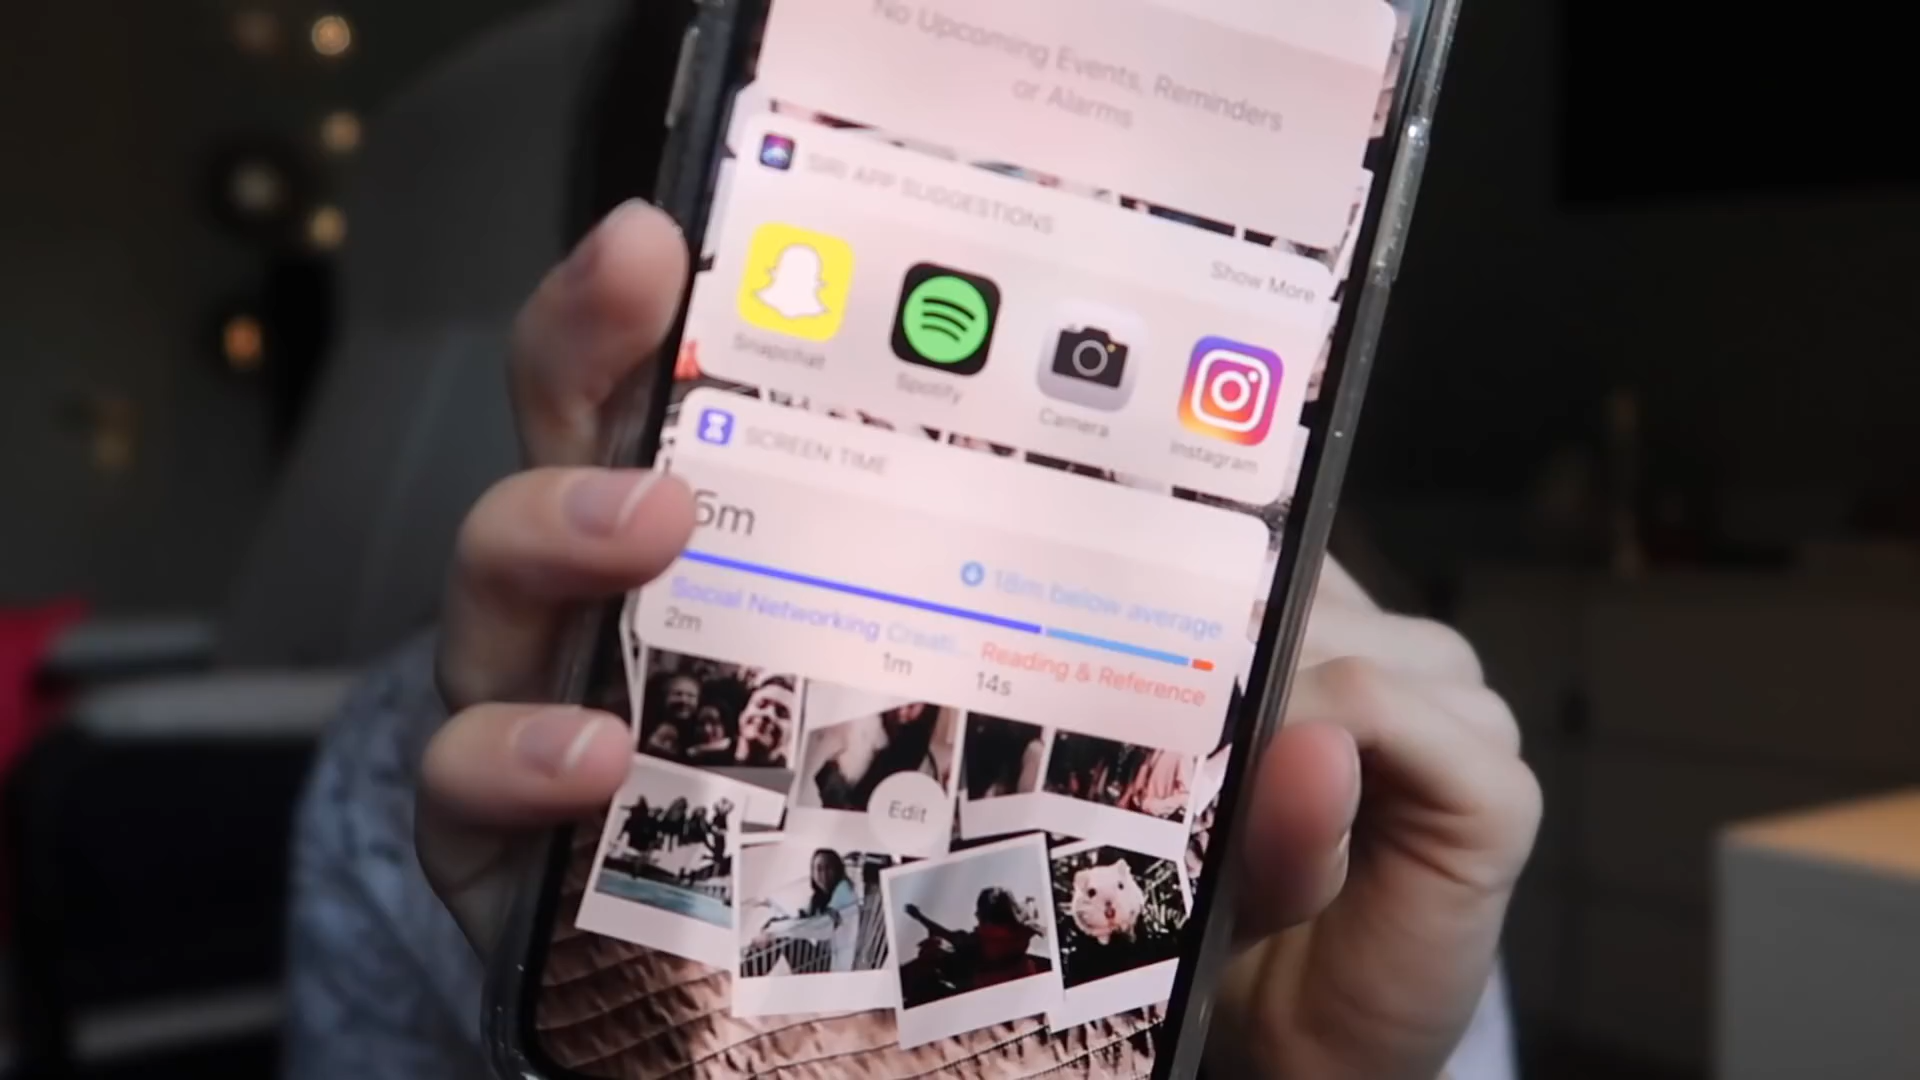 No Upcoming Events, Reminders
or Alarms
SIRI APP SUGGESTIONS
Show More
Snapchat
Spotify
Camera
Instagram
SCREEN TIME
5m
18m below average
Social Networking
Creati...
Reading & Reference
2m
1m
14s
Edit